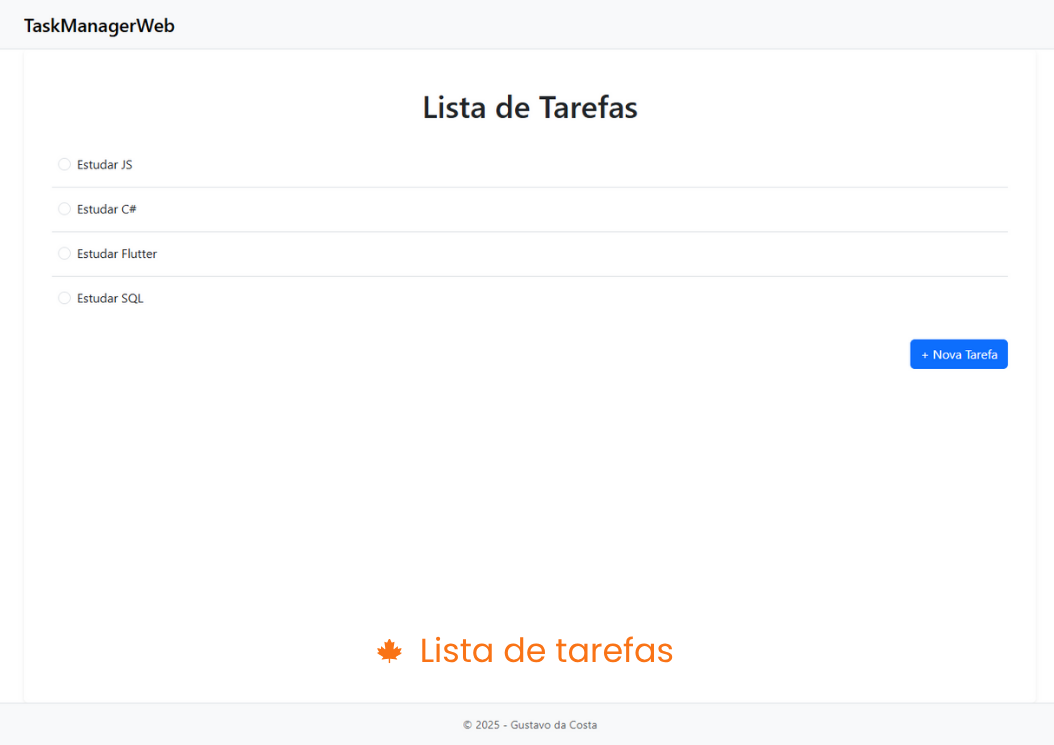 TaskManagerWeb
Lista de Tarefas
Estudar JS
Estudar C#
Estudar Flutter
Estudar SQL
+ Nova Tarefa
Lista de tarefas
© 2025 - Gustavo da Costa